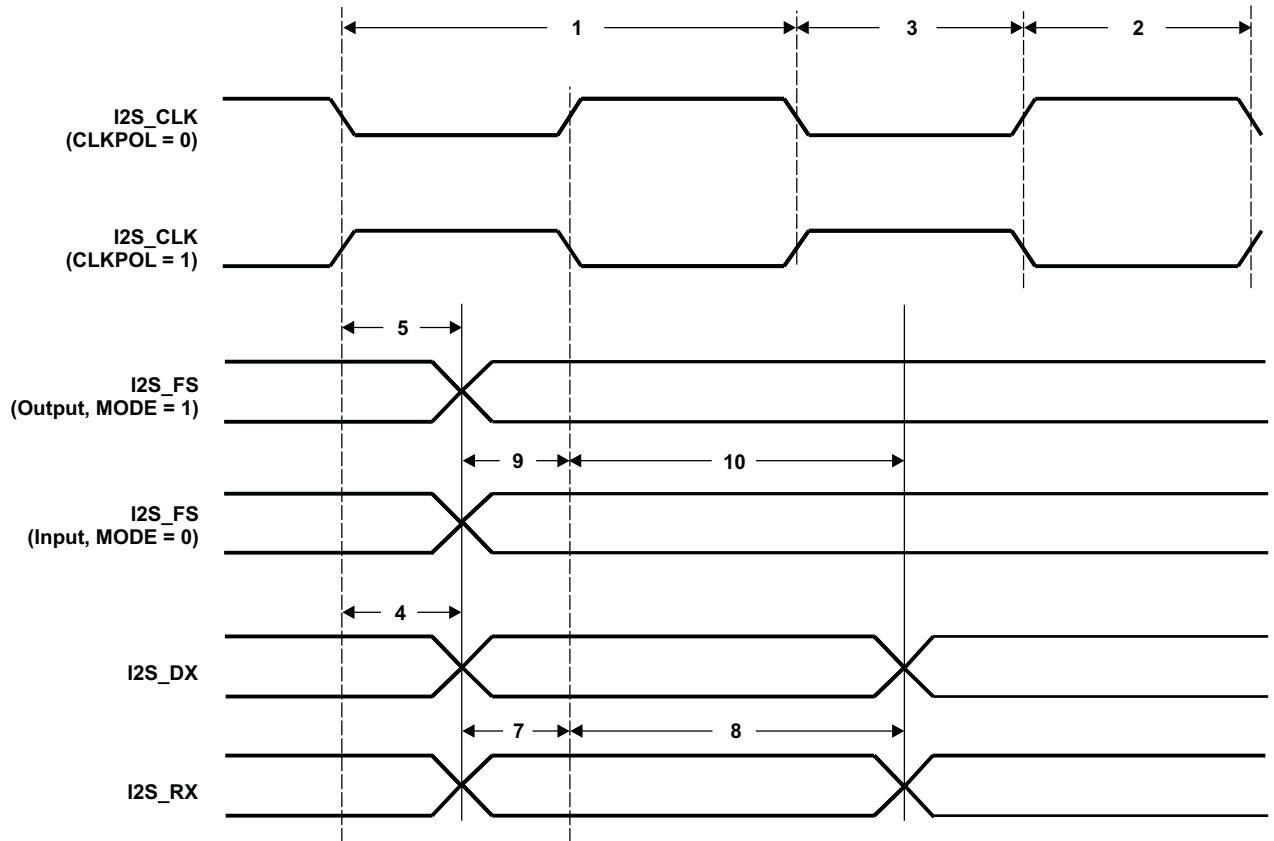 1
3
2
I2S_CLK
(CLKPOL = 0)
I2S_CLK
(CLKPOL = 1)
5
I2S_FS
(Output, MODE = 1)
9
10
I2S_FS
(Input, MODE = 0)
4
I2S_DX
7
8
I2S_RX